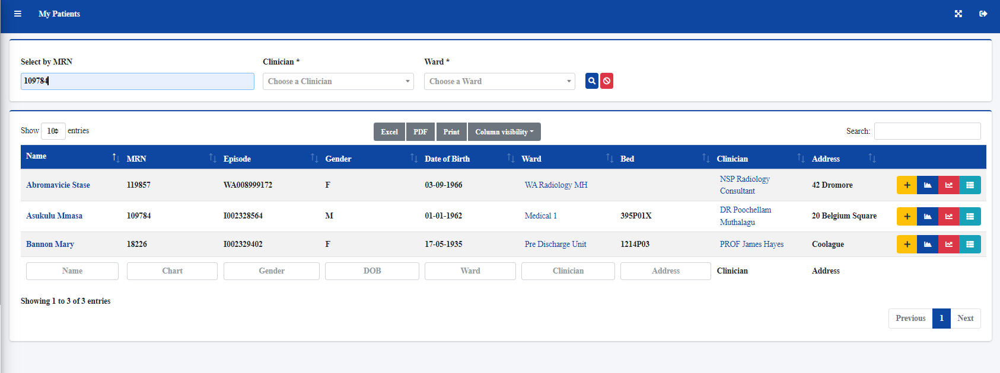 My Patients
Select by MRN Clinician * Ward *
109784 Choose a Clinician Choose a Ward
Show 10 entries Excel PDF Print Column visibility Search:
Name MRN Episode Gender Date of Birth Ward Bed Clinician Address
Abromavicie Stase 119857 WA008999172 F 03-09-1966 WA Radiology MH NSP Radiology Consultant 42 Dromore
Asukulu Mmasa 109784 I002328564 M 01-01-1962 Medical 1 395P01X DR Poochellam Muthalagu 20 Belgium Square
Bannon Mary 18226 I002329402 F 17-05-1935 Pre Discharge Unit 1214P03 PROF James Hayes Coolague
Name Chart Gender DOB Ward Clinician Address Clinician Address
Showing 1 to 3 of 3 entries
Previous 1 Next